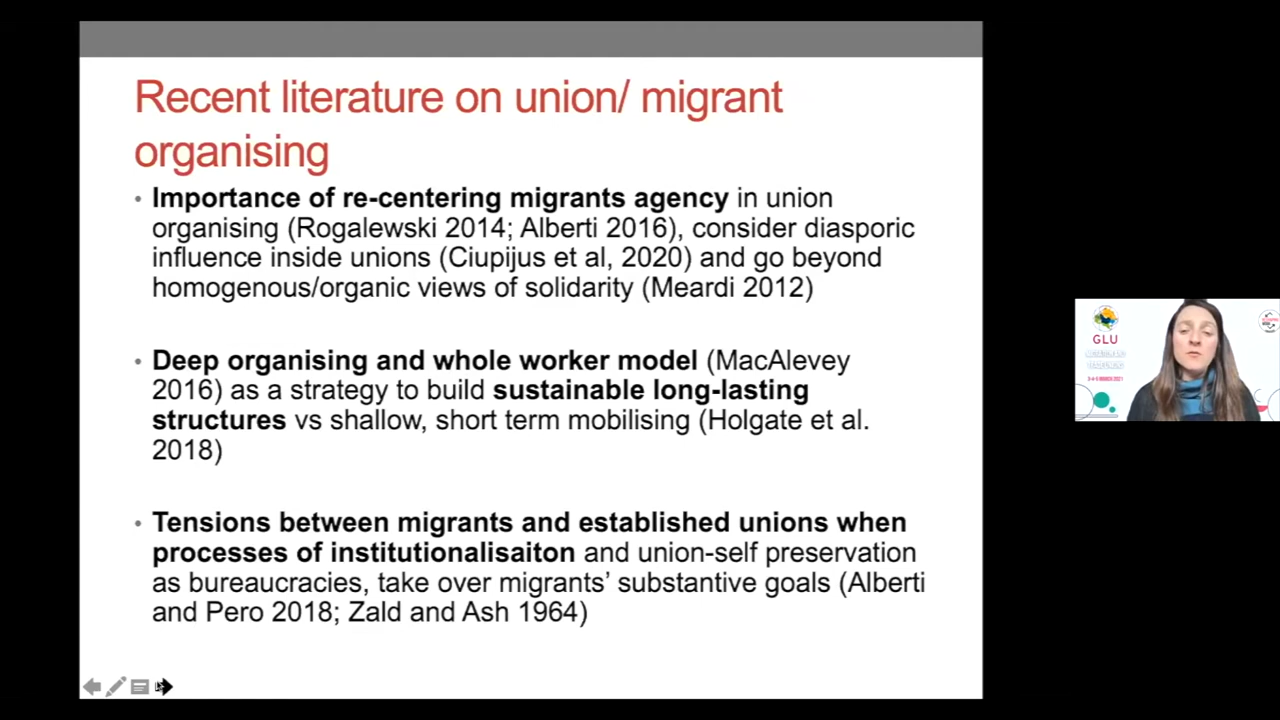 Recent literature on union/ migrant
organising
• Importance of re-centering migrants agency in union
organising (Rogalewski 2014; Alberti 2016), consider diasporic
influence inside unions (Ciupijus et al, 2020) and go beyond
homogenous/organic views of solidarity (Meardi 2012)
• Deep organising and whole worker model (MacAlevey
2016) as a strategy to build sustainable long-lasting
structures vs shallow, short term mobilising (Holgate et al.
2018)
• Tensions between migrants and established unions when
processes of institutionalisaiton and union-self preservation
as bureaucracies, take over migrants' substantive goals (Alberti
and Pero 2018; Zald and Ash 1964)
GLU